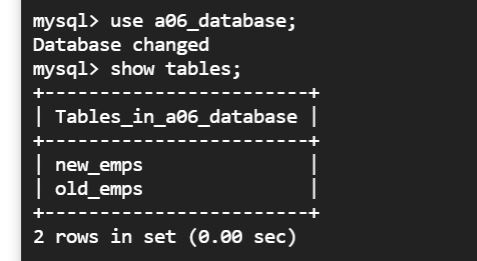 mysql> use a06_database;
Database changed
mysql> show tables;
+------------------------+
| Tables_in_a06_database |
+------------------------+
| new_emps               |
| old_emps               |
+------------------------+
2 rows in set (0.00 sec)